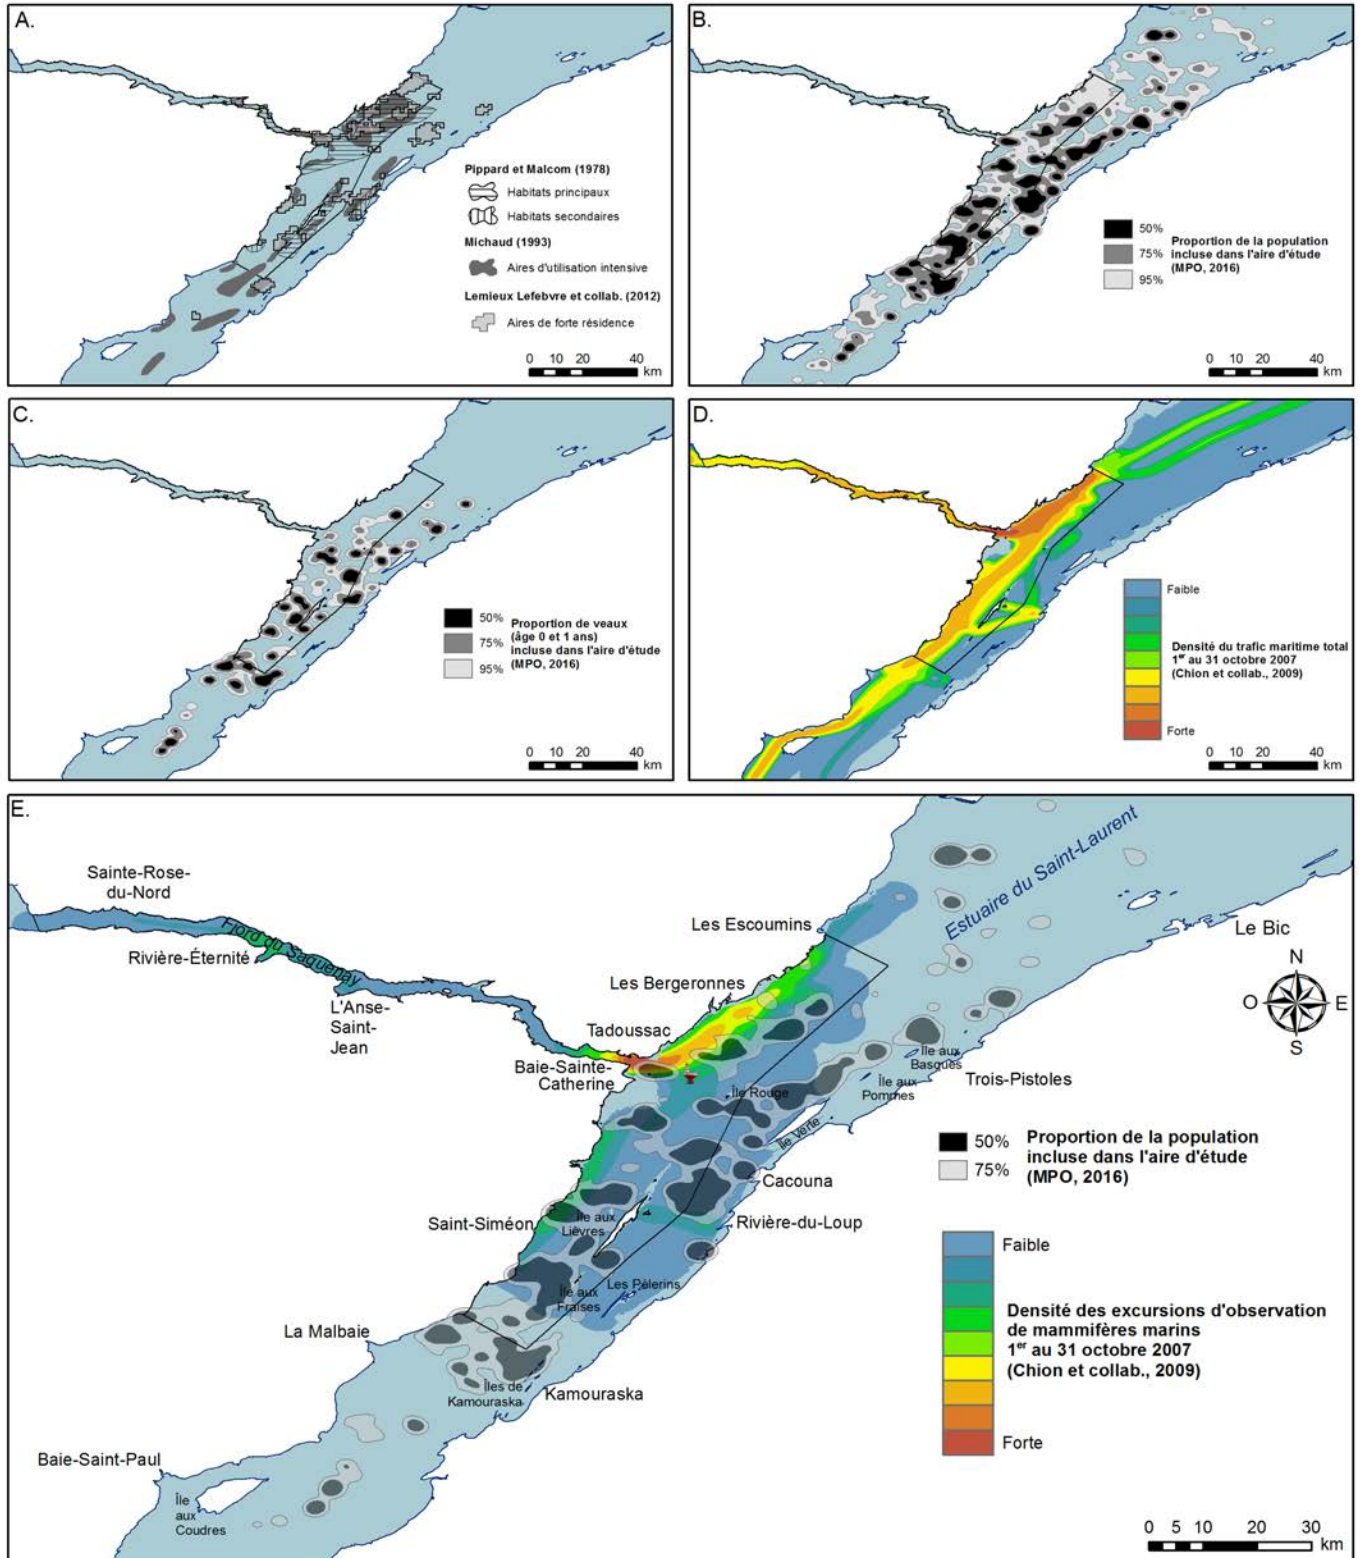 A.
Pippard et Malcom (1978)
Habitats principaux
Habitats secondaires
Michaud (1993)
Aires d'utilisation intensive
Lemieux Lefebvre et collab. (2012)
Aires de forte résidence
0 10 20 40
km
B.
50%
75%
95%
Proportion de la population
incluse dans l'aire d'étude
(MPO, 2016)
0 10 20 40
km
C.
50%
75%
95%
Proportion de veaux
(âge 0 et 1 ans)
incluse dans l'aire d'étude
(MPO, 2016)
0 10 20 40
km
D.
Faible
Densité du trafic maritime total
1er au 31 octobre 2007
(Chion et collab., 2009)
Forte
0 10 20 40
km
E.
Sainte-Rose-
du-Nord
Fjord du Saguenay
Rivière-Éternité
L'Anse-
Saint-
Jean
Les Escoumins
Les Bergeronnes
Tadoussac
Baie-Sainte-
Catherine
Estuaire du Saint-Laurent
Le Bic
N
O
E
S
Île aux
Basques
Trois-Pistoles
Île aux
Pommes
Île Rouge
Île Verte
Cacouna
Rivière-du-Loup
Saint-Siméon
Île aux
Lièvres
Les Pèlerins
Île aux
Fraises
La Malbaie
Îles de
Kamouraska
Kamouraska
Baie-Saint-Paul
Île
aux
Coudres
50%
75%
Proportion de la population
incluse dans l'aire d'étude
(MPO, 2016)
Faible
Densité des excursions d'observation
de mammifères marins
1er au 31 octobre 2007
(Chion et collab., 2009)
Forte
0 5 10 20 30
km